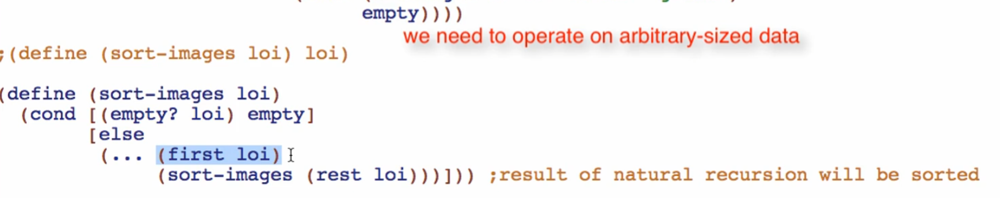 empty))))
we need to operate on arbitrary-sized data
;(define (sort-images loi) loi)
(define (sort-images loi)
(cond [(empty? loi) empty]
[else
(... (first loi)
(sort-images (rest loi)))])) ;result of natural recursion will be sorted